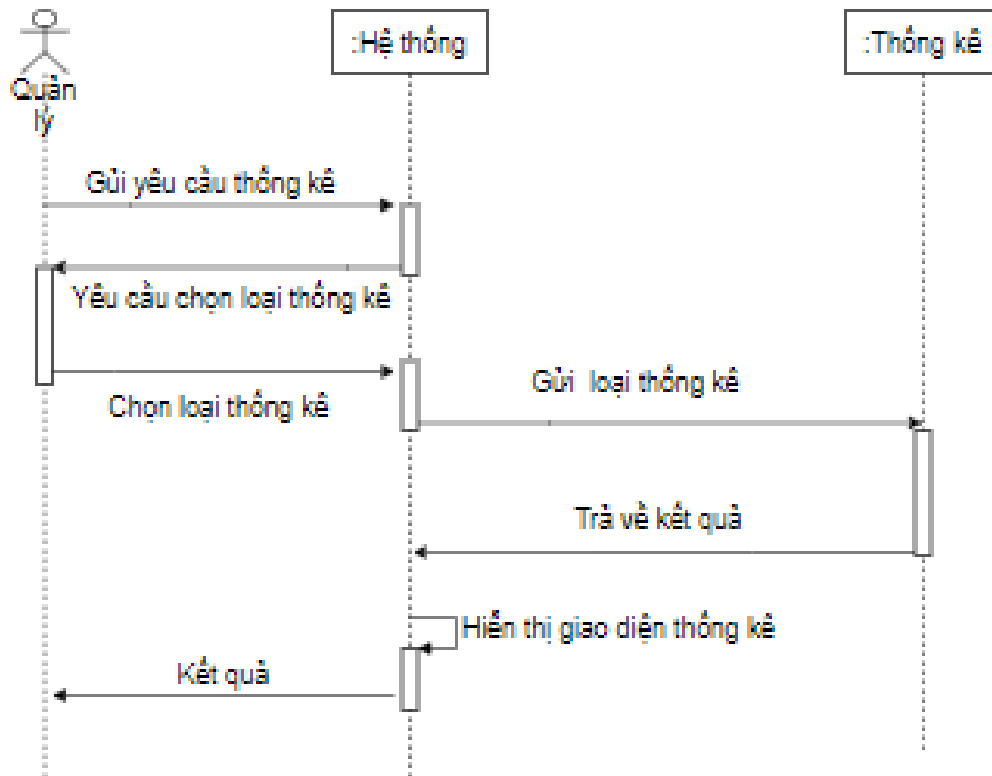 :Hệ thống
:Thống kê
Quản
lý
Gửi yêu cầu thống kê
Yêu cầu chọn loại thống kê
Gửi loại thống kê
Chọn loại thống kê
Trả về kết quả
Hiển thị giao diện thống kê
Kết quả